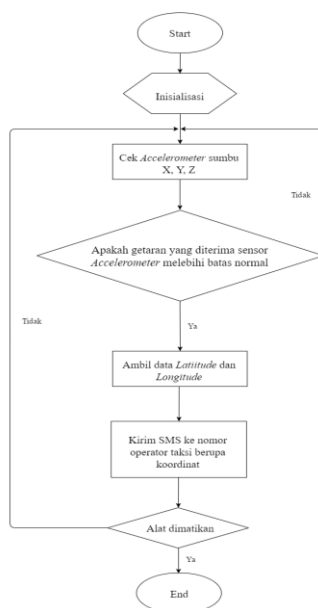 Start
Inisialisasi
Cek Accelerometer sumbu
X, Y, Z
Tidak
Apakah getaran yang diterima sensor
Accelerometer melebihi batas normal
Tidak
Ya
Ambil data Latiitude dan
Longitude
Kirim SMS ke nomor
operator taksi berupa
koordinat
Alat dimatikan
Ya
End